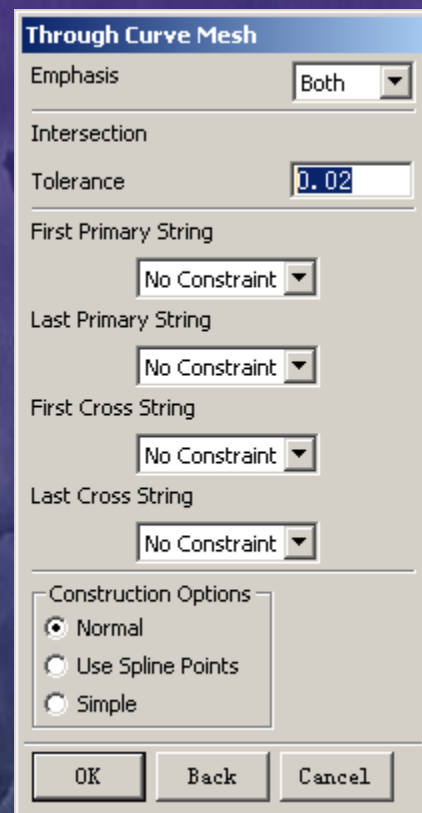 Through Curve Mesh
Emphasis Both
Intersection
Tolerance 0.02
First Primary String
No Constraint
Last Primary String
No Constraint
First Cross String
No Constraint
Last Cross String
No Constraint
Construction Options
Normal
Use Spline Points
Simple
OK Back Cancel